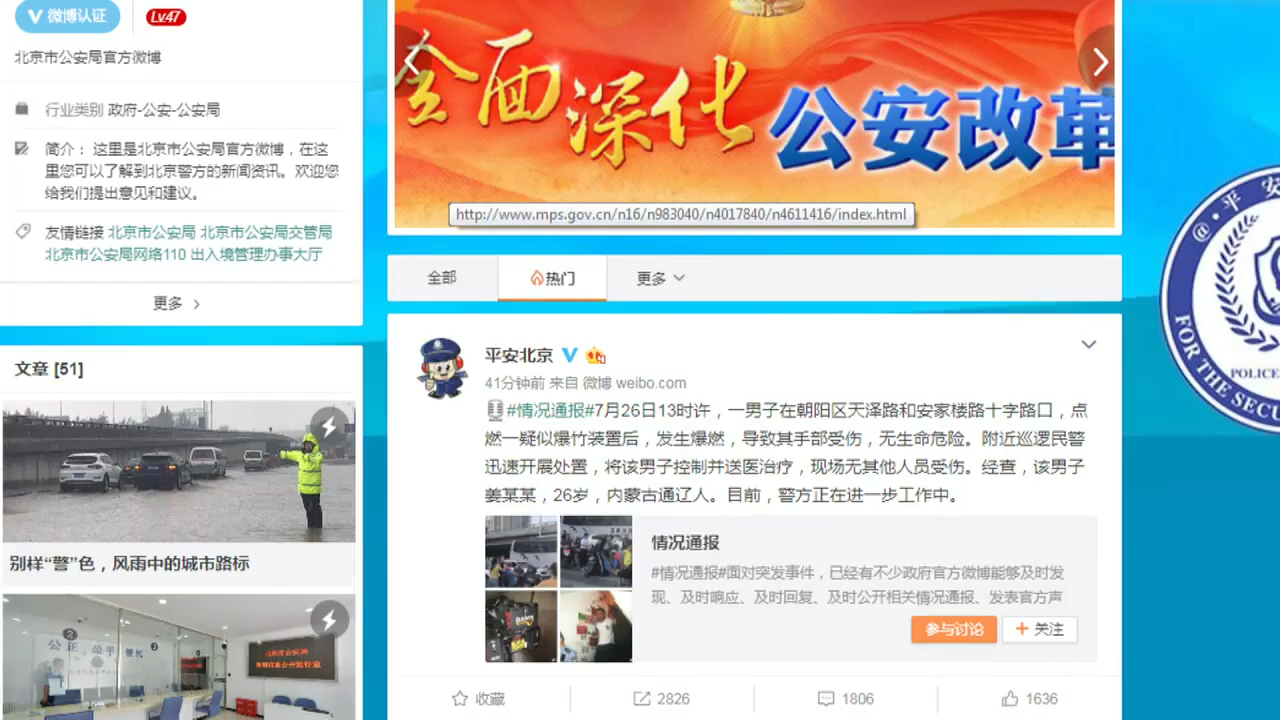 微博认证
Lv.47
北京市公安局官方微博
行业类别 政府-公安-公安局
简介： 这里是北京市公安局官方微博，在这
里您可以了解到北京警方的新闻资讯。欢迎您
给我们提出意见和建议。
友情链接 北京市公安局 北京市公安局交管局
北京市公安局网络110 出入境管理办事大厅
更多
文章 [51]
别样“警”色，风雨中的城市路标
全面深化
公安改革
http://www.mps.gov.cn/n16/n983040/n4017840/n4611416/index.html
全部
热门
更多
平安北京
41分钟前 来自 微博 weibo.com
#情况通报#7月26日13时许，一男子在朝阳区天泽路和安家楼路十字路口，点
燃一疑似爆竹装置后，发生爆燃，导致其手部受伤，无生命危险。附近巡逻民警
迅速开展处置，将该男子控制并送医治疗，现场无其他人员受伤。经查，该男子
姜某某，26岁，内蒙古通辽人。目前，警方正在进一步工作中。
情况通报
#情况通报#面对突发事件，已经有不少政府官方微博能够及时发
现、及时响应、及时回复、及时公开相关情况通报、发表官方声
参与讨论
+ 关注
收藏
2826
1806
1636
@·平安
POLICE
FOR THE SECU